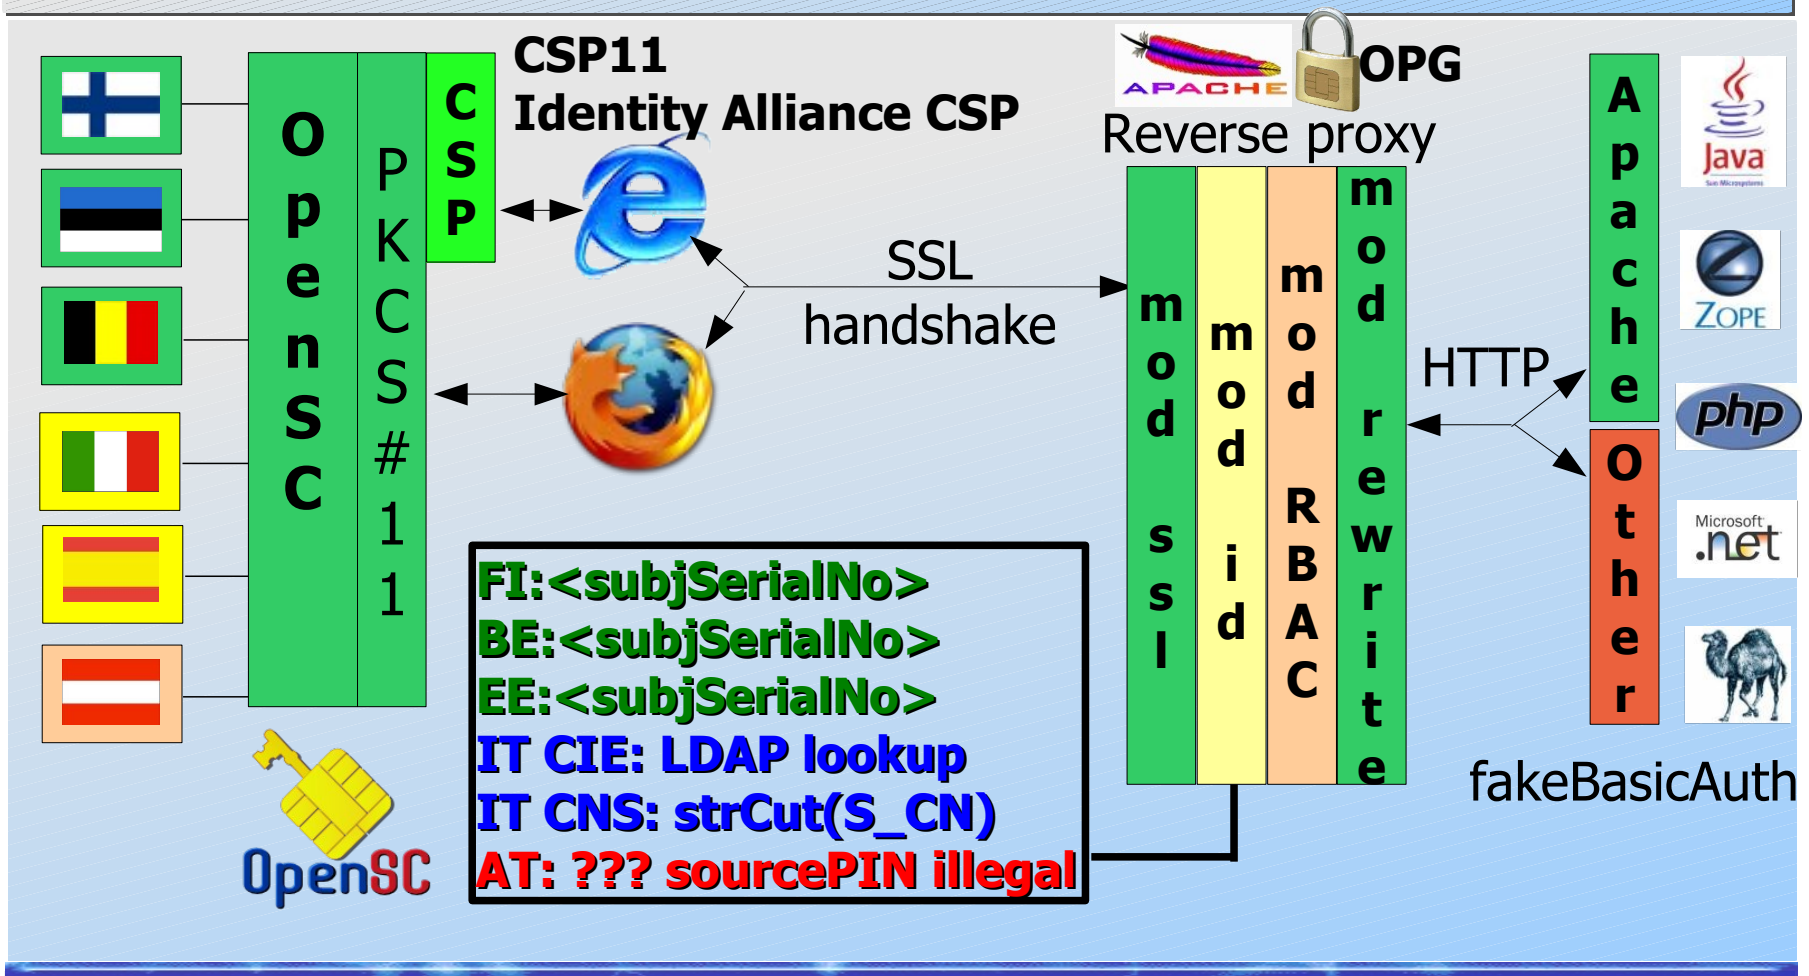 CSP11
Identity Alliance CSP
OpenSC
PKCS#11
CSP
APACHE
OPG
Reverse proxy
SSL
handshake
mod ssl
mod id
mod RBAC
mod rewrite
HTTP
Apache
Other
Java
Sun Microsystems
ZOPE
php
Microsoft
.net
fakeBasicAuth
FI:<subjSerialNo>
BE:<subjSerialNo>
EE:<subjSerialNo>
IT CIE: LDAP lookup
IT CNS: strCut(S_CN)
AT: ??? sourcePIN illegal
OpenSC